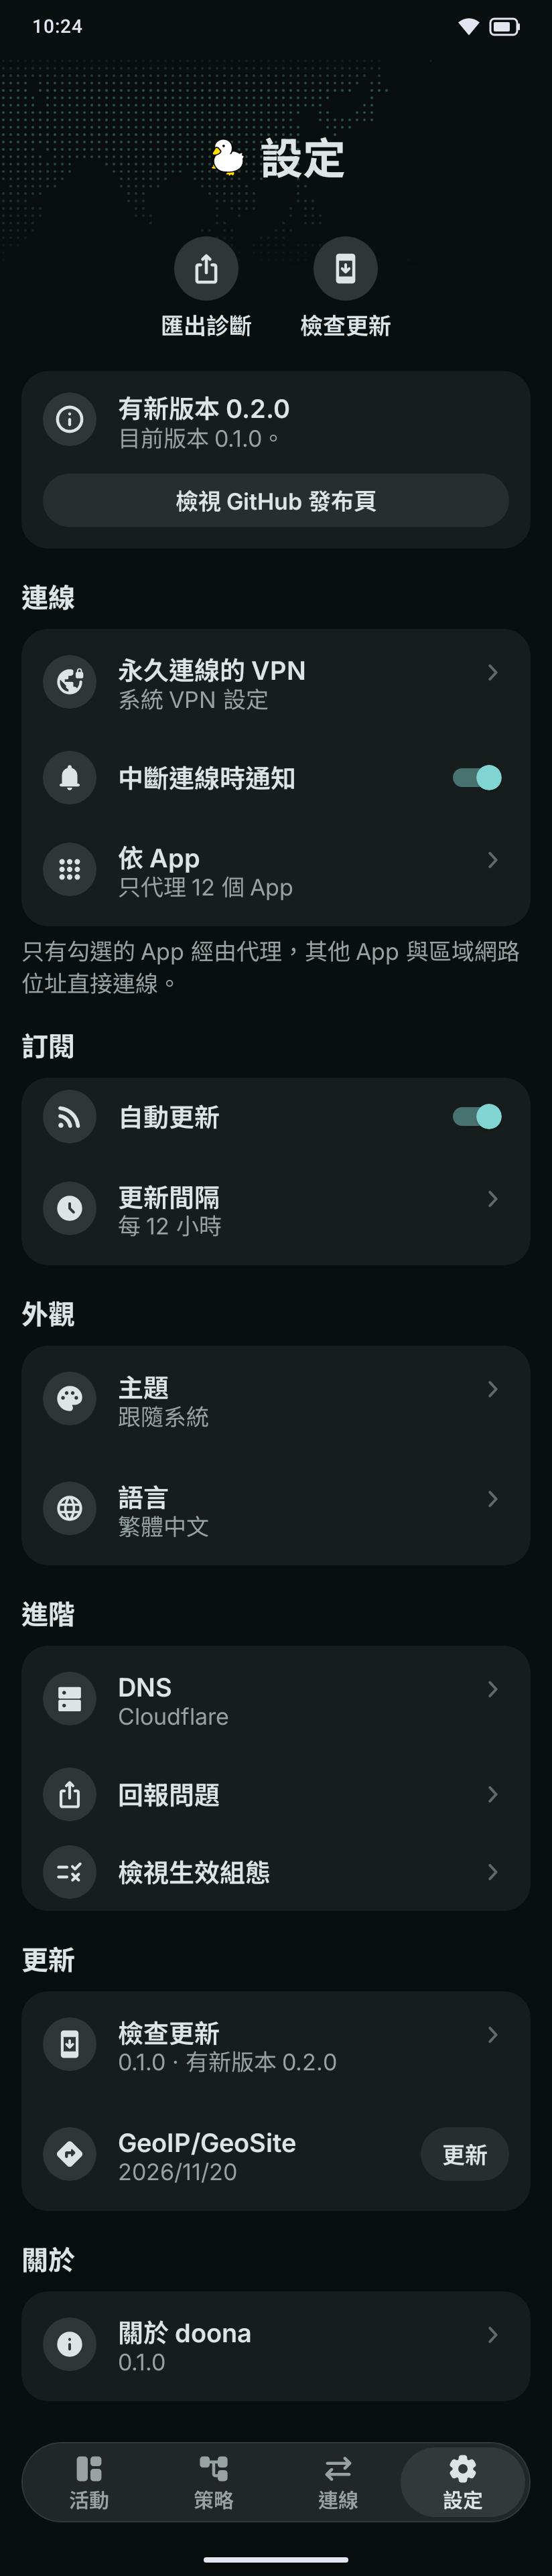 10:24
設定
匯出診斷
檢查更新
有新版本 0.2.0
目前版本 0.1.0。
檢視 GitHub 發布頁
連線
永久連線的 VPN
系統 VPN 設定
中斷連線時通知
依 App
只代理 12 個 App
只有勾選的 App 經由代理，其他 App 與區域網路
位址直接連線。
訂閱
自動更新
更新間隔
每 12 小時
外觀
主題
跟隨系統
語言
繁體中文
進階
DNS
Cloudflare
回報問題
檢視生效組態
更新
檢查更新
0.1.0 · 有新版本 0.2.0
GeoIP/GeoSite
2026/11/20
更新
關於
關於 doona
0.1.0
活動
策略
連線
設定